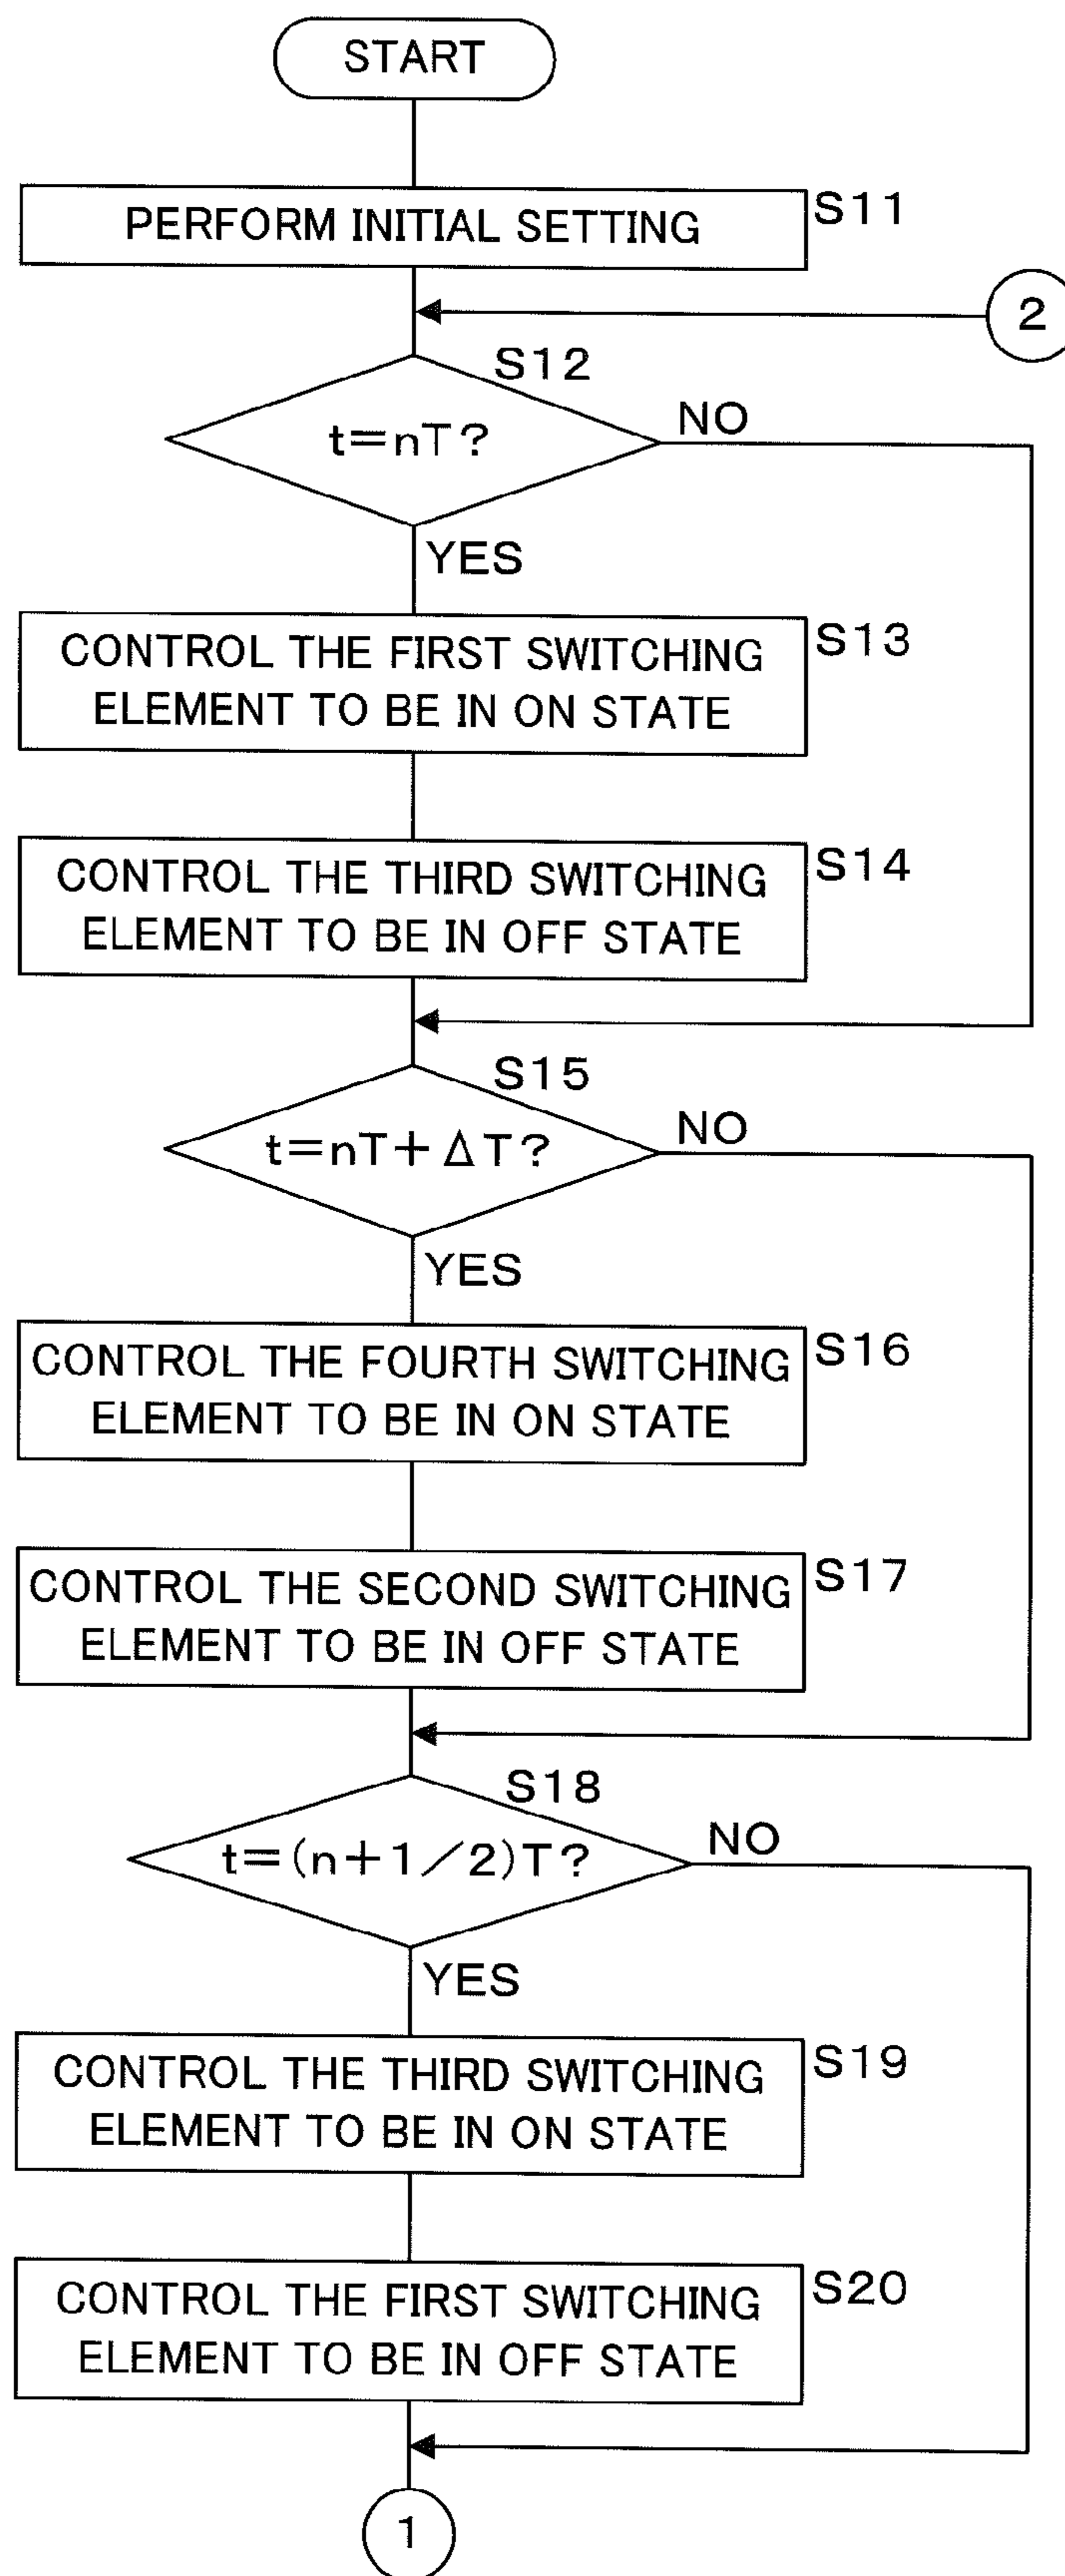 START
PERFORM INITIAL SETTING
S11
2
S12
t=nT?
NO
YES
CONTROL THE FIRST SWITCHING
ELEMENT TO BE IN ON STATE
S13
CONTROL THE THIRD SWITCHING
ELEMENT TO BE IN OFF STATE
S14
S15
t=nT+ΔT?
NO
YES
CONTROL THE FOURTH SWITCHING
ELEMENT TO BE IN ON STATE
S16
CONTROL THE SECOND SWITCHING
ELEMENT TO BE IN OFF STATE
S17
S18
t=(n+1/2)T?
NO
YES
CONTROL THE THIRD SWITCHING
ELEMENT TO BE IN ON STATE
S19
CONTROL THE FIRST SWITCHING
ELEMENT TO BE IN OFF STATE
S20
1